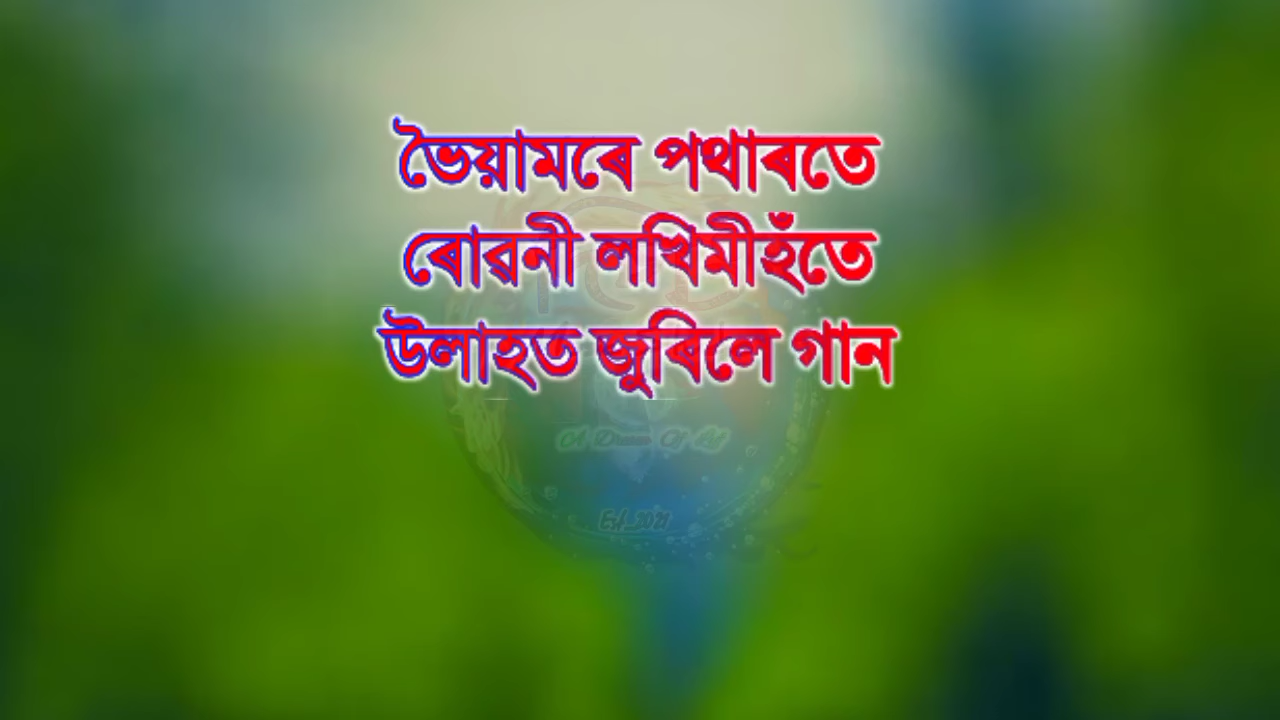 ভৈয়ামৰে পথাৰতে
ৰোৱনী লখিমীহঁতে
উলাহত জুৰিলে গান